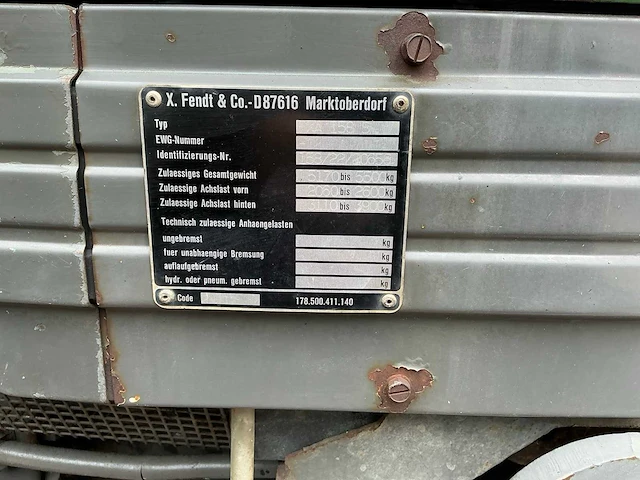 X. Fendt & Co.-D87616 Marktoberdorf
Typ
EWG-Nummer
Identifizierungs-Nr.
Zulaessiges Gesamtgewicht bis kg
Zulaessige Achslast vorn bis kg
Zulaessige Achslast hinten bis kg
Technisch zulaessige Anhaengelasten
ungebremst kg
fuer unabhaengige Bremsung kg
auflaufgebremst kg
hydr. oder pneum. gebremst kg
Code 178.500.411.140